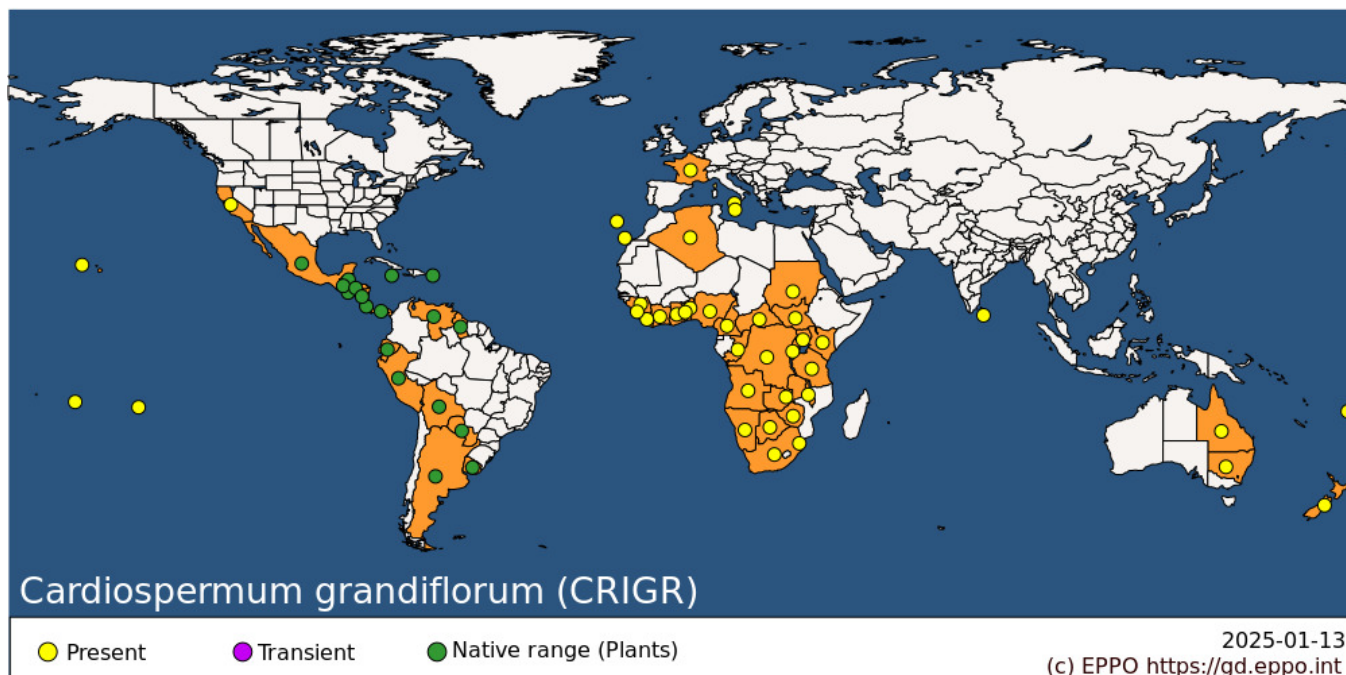 Cardiospermum grandiflorum (CRIGR)
Present
Transient
Native range (Plants)
2025-01-13
(c) EPPO https://gd.eppo.int